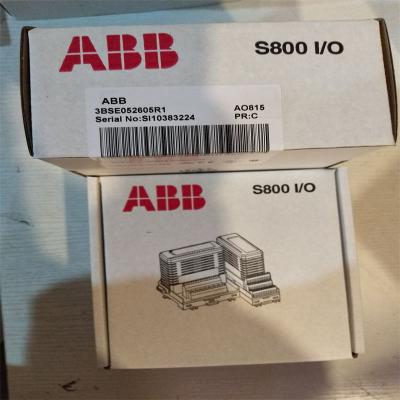 ABB
S800 I/O
ABB
3BSE052605R1
AO815
Serial No:SI10383224
PR:C
ABB
S800 I/O